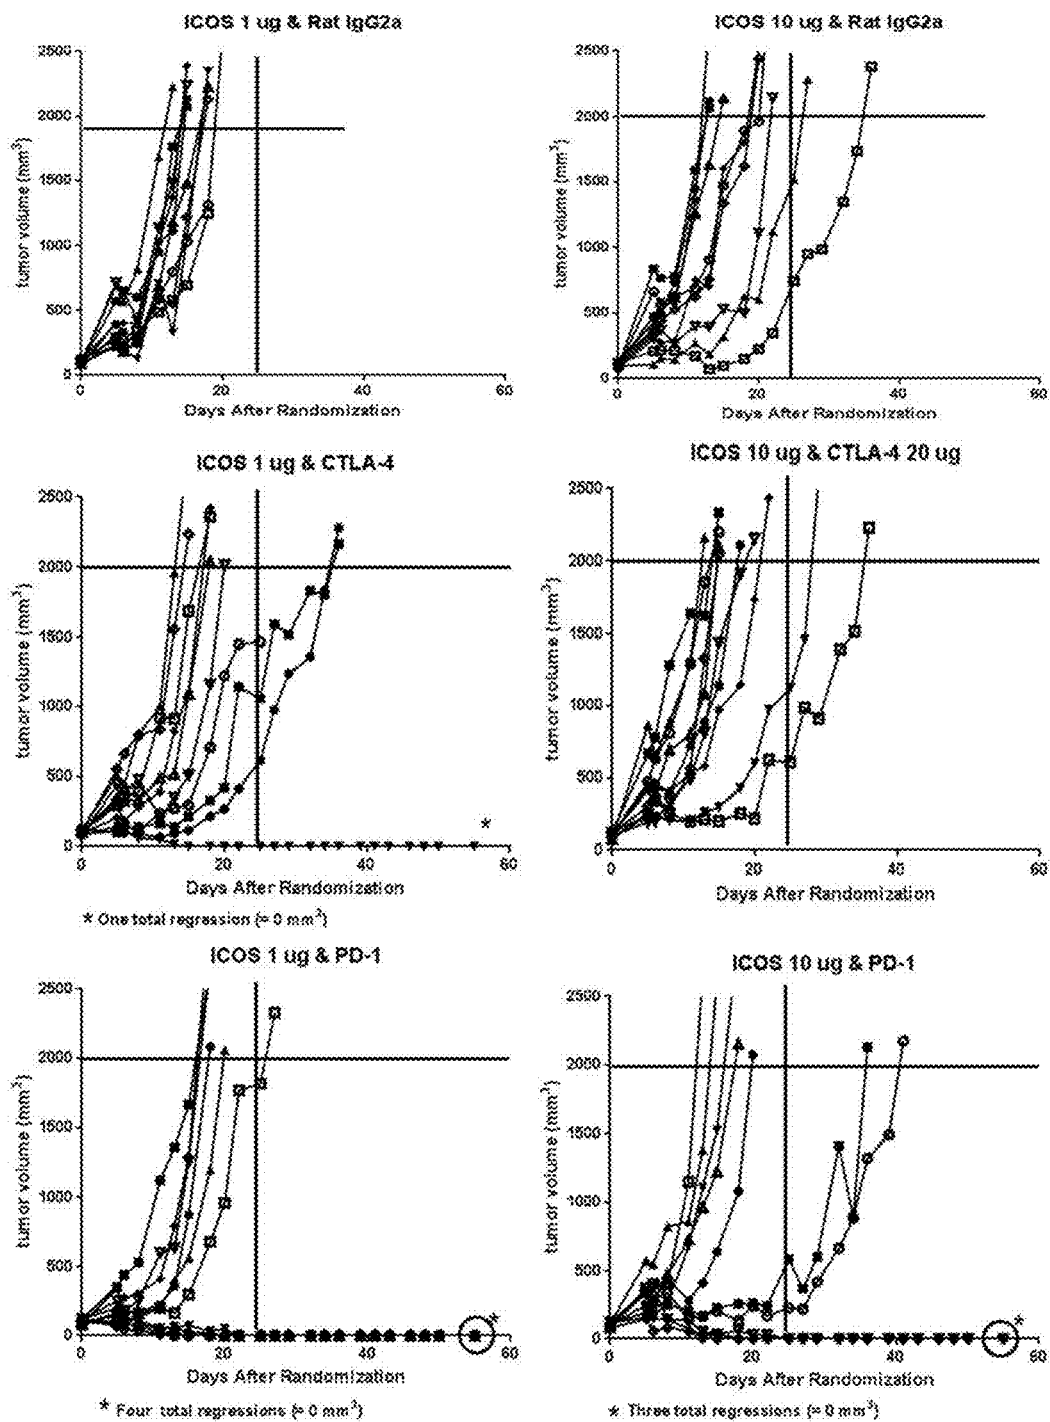 ICOS 1 ug & Rat IgG2a
2500
2000
1500
1000
500
0
tumor volume (mm³)
0 20 40 60
Days After Randomization
ICOS 10 ug & Rat IgG2a
2500
2000
1500
1000
500
0
tumor volume (mm³)
0 20 40 60
Days After Randomization
ICOS 1 ug & CTLA-4
2500
2000
1500
1000
500
0
tumor volume (mm³)
*
0 20 40 60
Days After Randomization
* One total regression (= 0 mm³)
ICOS 10 ug & CTLA-4 20 ug
2500
2000
1500
1000
500
0
tumor volume (mm³)
0 20 40 60
Days After Randomization
ICOS 1 ug & PD-1
2500
2000
1500
1000
500
0
tumor volume (mm³)
*
0 20 40 60
Days After Randomization
* Four total regressions (= 0 mm³)
ICOS 10 ug & PD-1
2500
2000
1500
1000
500
0
tumor volume (mm³)
*
0 20 40 60
Days After Randomization
* Three total regressions (= 0 mm³)